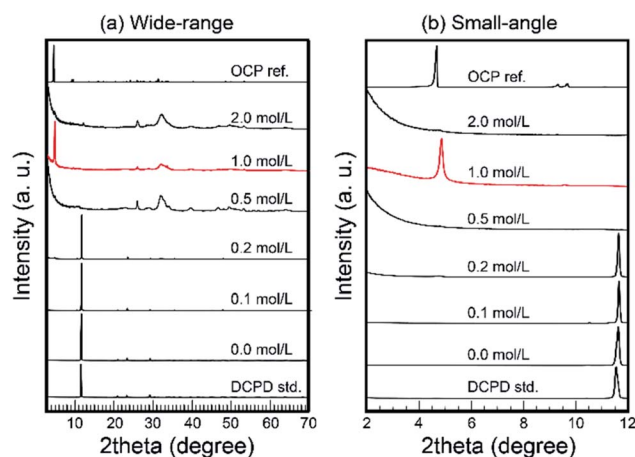 (a) Wide-range
OCP ref.
2.0 mol/L
1.0 mol/L
0.5 mol/L
0.2 mol/L
0.1 mol/L
0.0 mol/L
DCPD std.
Intensity (a. u.)
10 20 30 40 50 60 70
2theta (degree)
(b) Small-angle
OCP ref.
2.0 mol/L
1.0 mol/L
0.5 mol/L
0.2 mol/L
0.1 mol/L
0.0 mol/L
DCPD std.
Intensity (a. u.)
2 4 6 8 10 12
2theta (degree)